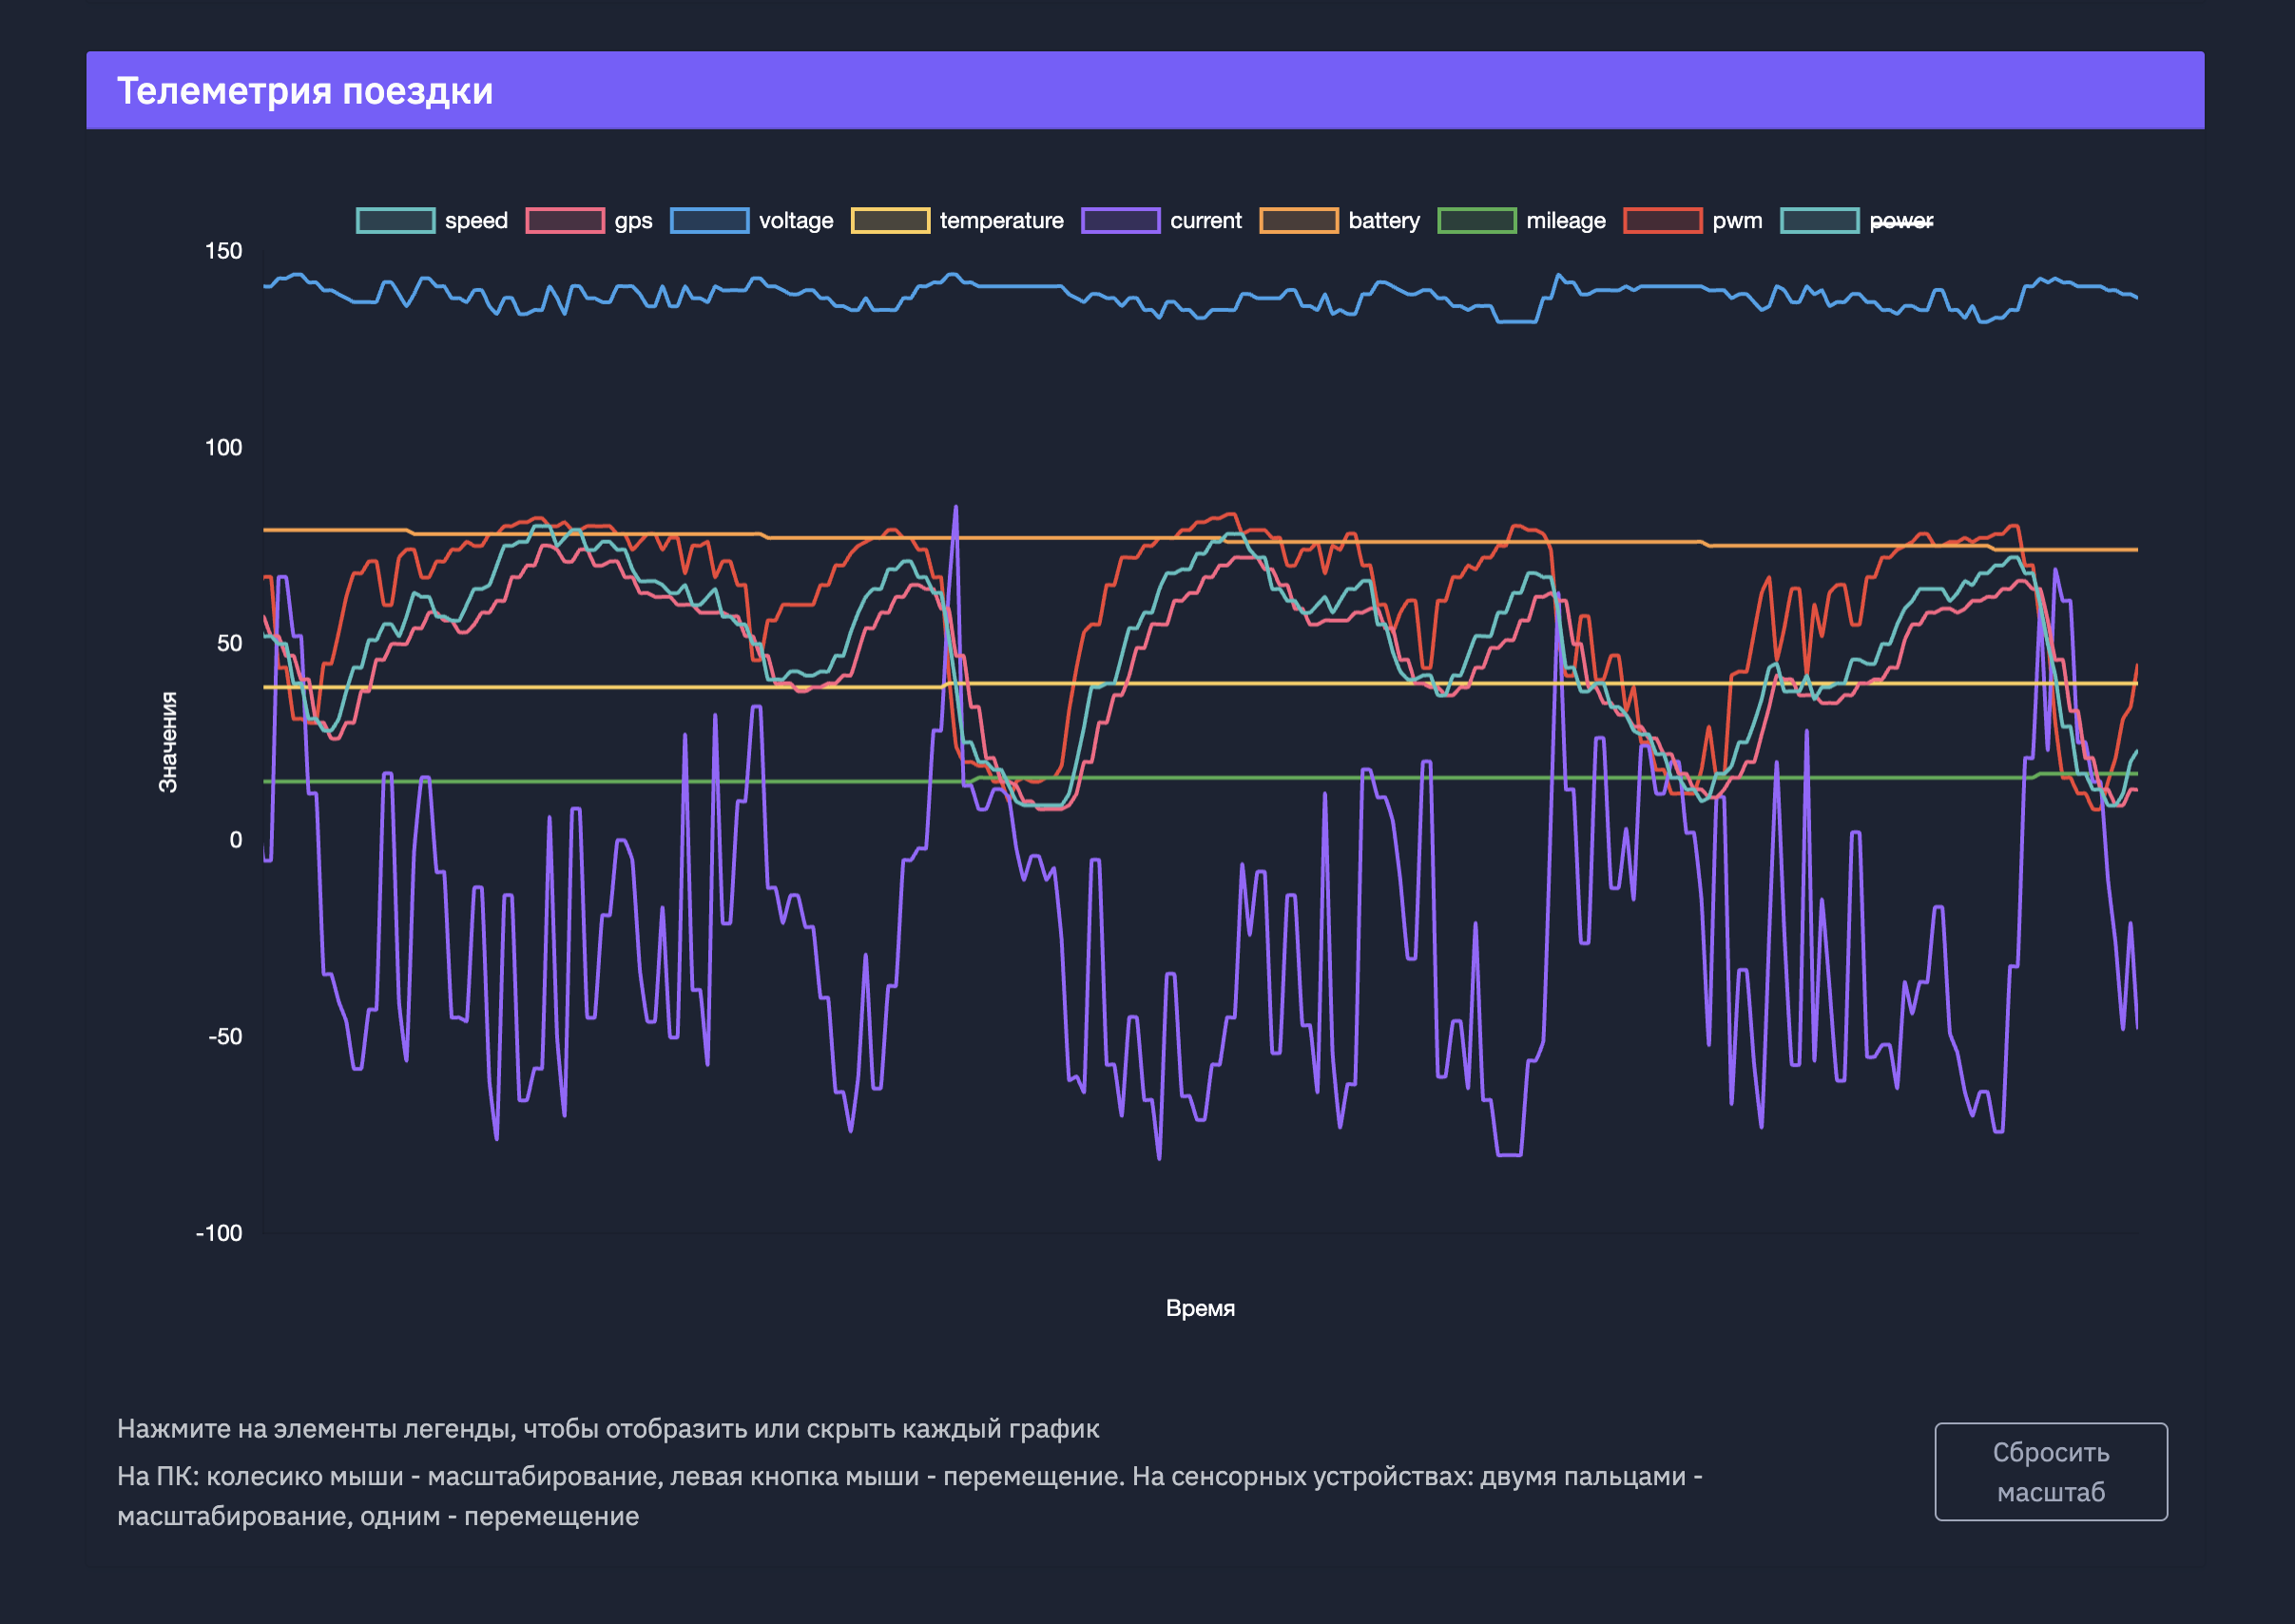 Телеметрия поездки
speed gps voltage temperature current battery mileage pwm power
150
100
50
0
-50
-100
Значения
Время
Нажмите на элементы легенды, чтобы отобразить или скрыть каждый график
На ПК: колесико мыши - масштабирование, левая кнопка мыши - перемещение. На сенсорных устройствах: двумя пальцами -
масштабирование, одним - перемещение
Сбросить
масштаб